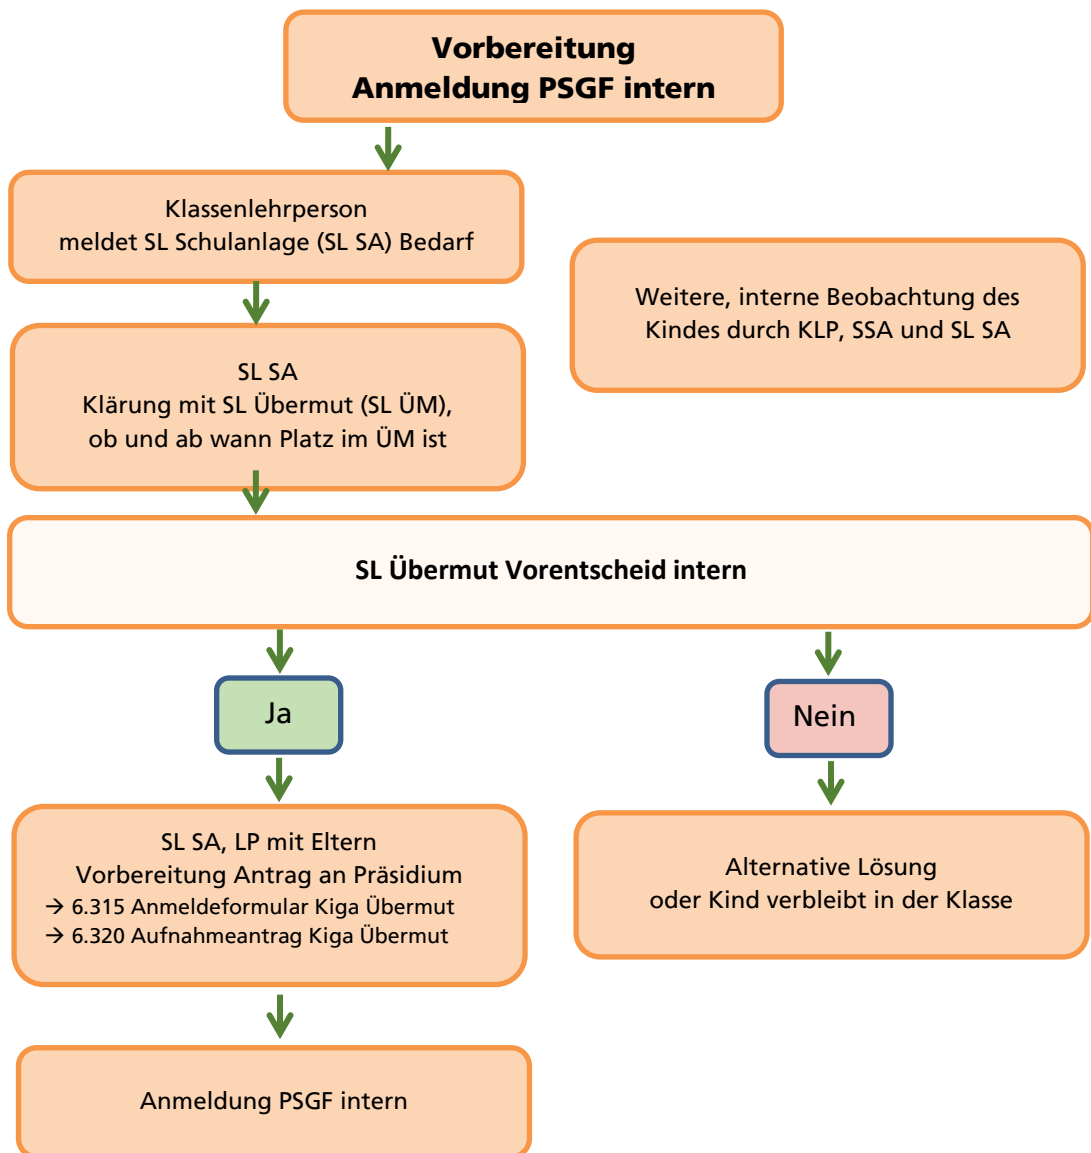 Vorbereitung
Anmeldung PSGF intern
Klassenlehrperson
meldet SL Schulanlage (SL SA) Bedarf
Weitere, interne Beobachtung des
Kindes durch KLP, SSA und SL SA
SL SA
Klärung mit SL Übermut (SL ÜM),
ob und ab wann Platz im ÜM ist
SL Übermut Vorentscheid intern
Ja
Nein
SL SA, LP mit Eltern
Vorbereitung Antrag an Präsidium
→ 6.315 Anmeldeformular Kiga Übermut
→ 6.320 Aufnahmeantrag Kiga Übermut
Alternative Lösung
oder Kind verbleibt in der Klasse
Anmeldung PSGF intern